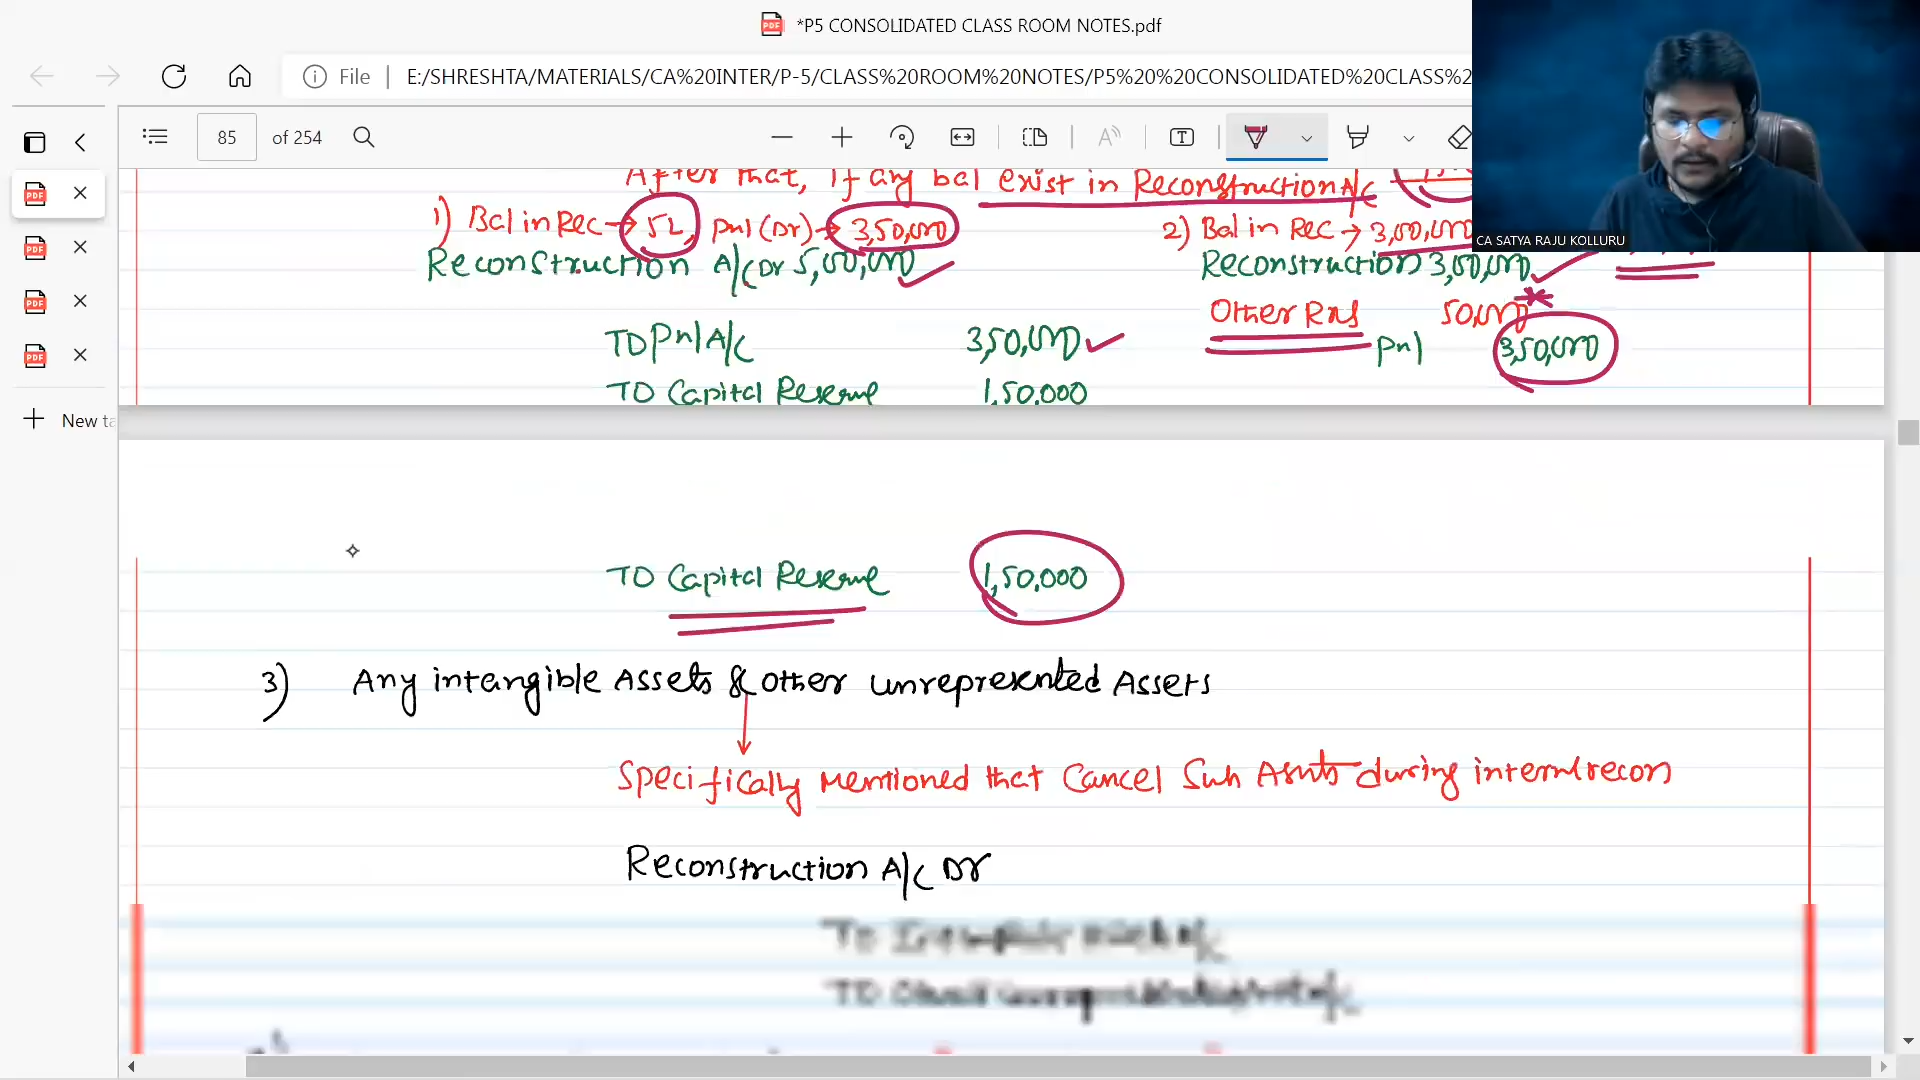 *P5 CONSOLIDATED CLASS ROOM NOTES.pdf
File | E:/SHRESHTA/MATERIALS/CA%20INTER/P-5/CLASS%20ROOM%20NOTES/P5%20%20CONSOLIDATED%20CLASS%2
85 of 254
New ta
CA SATYA RAJU KOLLURU
After that, if any bal exist in Reconstruction A/c
1) Bal in Rec → 5L, pnl (Dr) → 3,50,000
2) Bal in Rec → 3,00,000
Reconstruction A/c Dr 5,00,000
Reconstruction 3,00,000
Other Rns 50,000
TO Pnl A/c 3,50,000
pnl 3,50,000
TO Capital Reserve 1,50,000
TO Capital Reserve 1,50,000
3) Any intangible Assets & other unrepresented Assets
Specifically mentioned that Cancel Such Assets during internal recon
Reconstruction A/c Dr